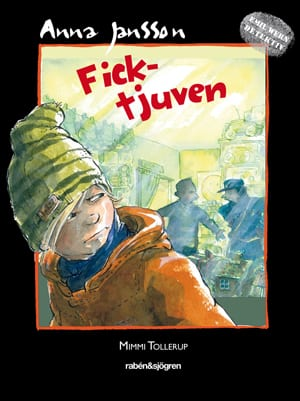 Anna Jansson
EMIL WERN
DETEKTIV
Fick-
tjuven
MIMMI TOLLERUP
rabén&sjögren